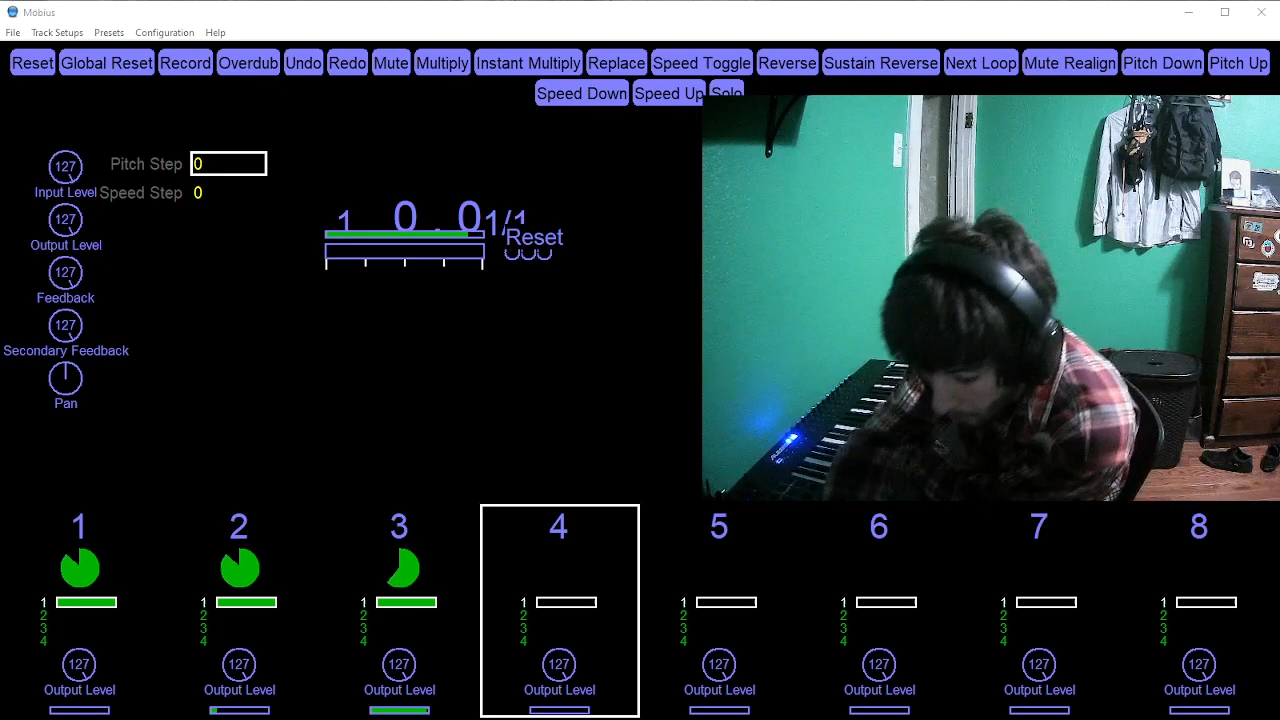 Möbius
File Track Setups Presets Configuration Help
Reset Global Reset Record Overdub Undo Redo Mute Multiply Instant Multiply Replace Speed Toggle Reverse Sustain Reverse Next Loop Mute Realign Pitch Down Pitch Up
Speed Down Speed Up Solo
127
Input Level
Pitch Step 0
Speed Step 0
127
Output Level
127
Feedback
127
Secondary Feedback
Pan
1 0.0 1/1
Reset
1 2 3 4 5 6 7 8
1 1 1 1 1 1 1 1
2 2 2 2 2 2 2 2
3 3 3 3 3 3 3 3
4 4 4 4 4 4 4 4
127 127 127 127 127 127 127 127
Output Level Output Level Output Level Output Level Output Level Output Level Output Level Output Level